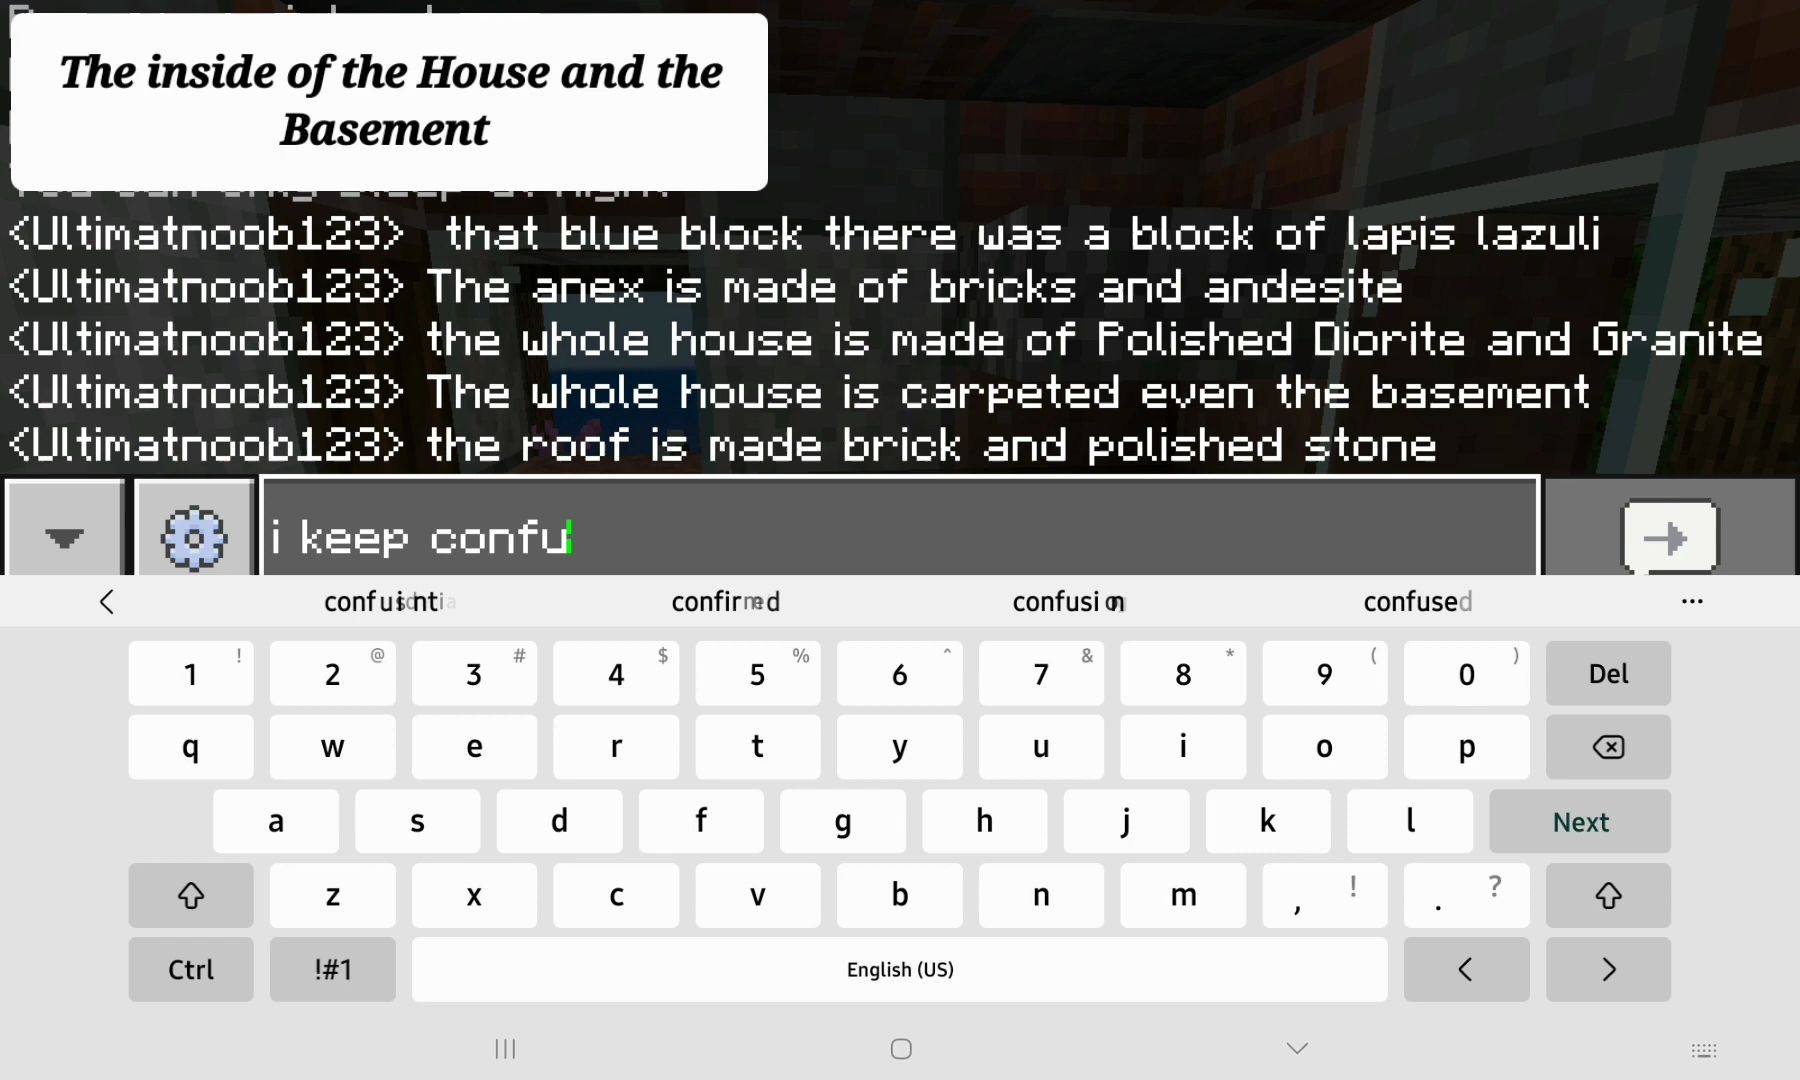 The inside of the House and the
Basement
<Ultimatnoob123> that blue block there was a block of lapis lazuli
<Ultimatnoob123> The anex is made of bricks and andesite
<Ultimatnoob123> the whole house is made of Polished Diorite and Granite
<Ultimatnoob123> The whole house is carpeted even the basement
<Ultimatnoob123> the roof is made brick and polished stone
i keep confu
confused
! @ # $ % ^ & * ( )
1 2 3 4 5 6 7 8 9 0 Del
q w e r t y u i o p
a s d f g h j k l Next
z x c v b n m , ! . ?
Ctrl !#1 English (US) < >